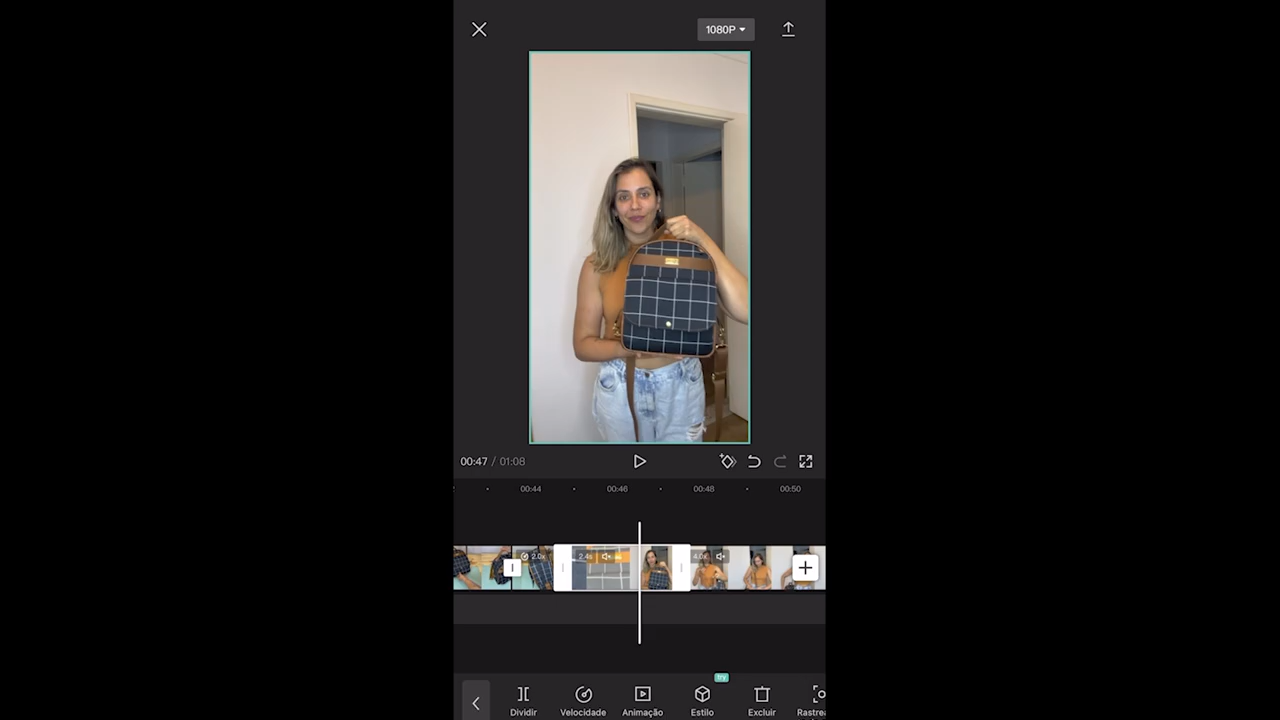 1080P
00:47 / 01:08
00:44 00:46 00:48 00:50
2.0x 2.4s 4.0x
try
Dividir Velocidade Animação Estilo Excluir Rastrea